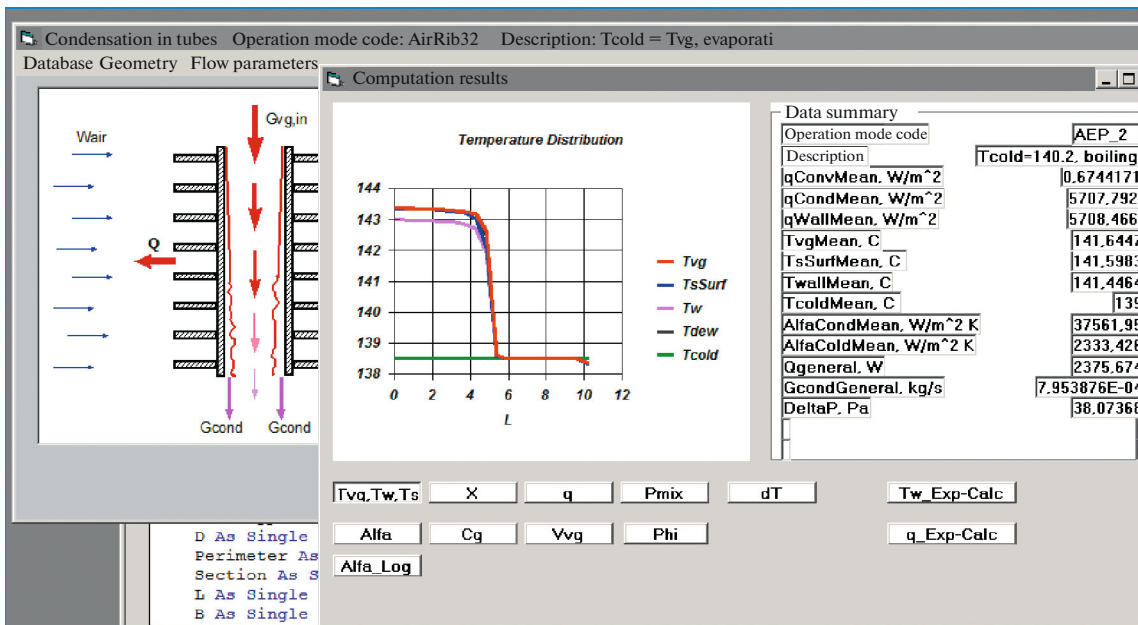 Condensation in tubes Operation mode code: AirRib32 Description: Tcold = Tvg, evaporati
Database Geometry Flow parameters
Wair
Gvg,in
Q
Gcond Gcond
Computation results
Temperature Distribution
144
143
142
141
140
139
138
0 2 4 6 8 10 12
L
Tvg
TsSurf
Tw
Tdew
Tcold
Data summary
Operation mode code AEP_2
Description Tcold=140.2, boiling
qConvMean, W/m^2 0,6744171
qCondMean, W/m^2 5707,792
qWallMean, W/m^2 5708,466
TvgMean, C 141,6442
TsSurfMean, C 141,5983
TwallMean, C 141,4464
TcoldMean, C 139
AlfaCondMean, W/m^2 K 37561,95
AlfaColdMean, W/m^2 K 2333,426
Qgeneral, W 2375,674
GcondGeneral, kg/s 7,953876E-04
DeltaP, Pa 38,07368
Tvg,Tw,Ts X q Pmix dT Tw_Exp-Calc
Alfa Cg Vvg Phi q_Exp-Calc
Alfa_Log
D As Single
Perimeter As
Section As S
L As Single
B As Single